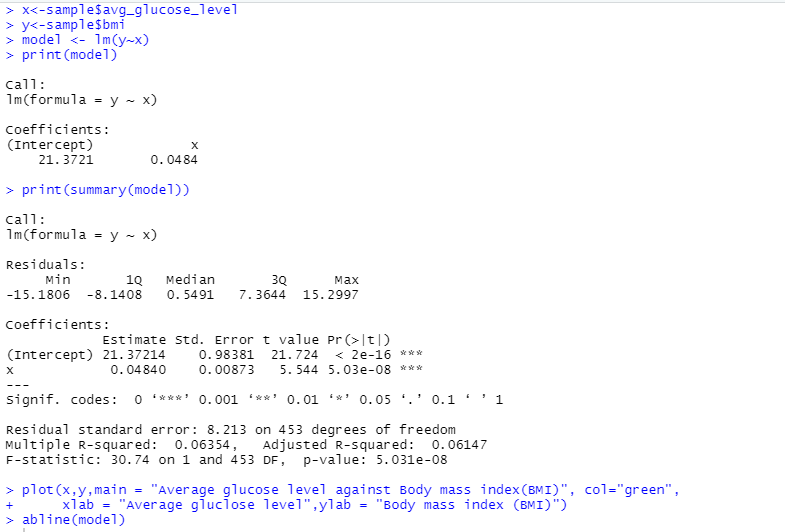 > x<-sample$avg_glucose_level
> y<-sample$bmi
> model <- lm(y~x)
> print(model)
Call:
lm(formula = y ~ x)
Coefficients:
(Intercept)            x
    21.3721       0.0484
> print(summary(model))
Call:
lm(formula = y ~ x)
Residuals:
     Min       1Q   Median       3Q      Max
-15.1806  -8.1408   0.5491   7.3644  15.2997
Coefficients:
            Estimate Std. Error t value Pr(>|t|)
(Intercept) 21.37214    0.98381  21.724  < 2e-16 ***
x            0.04840    0.00873   5.544 5.03e-08 ***
---
Signif. codes:  0 ‘***’ 0.001 ‘**’ 0.01 ‘*’ 0.05 ‘.’ 0.1 ‘ ’ 1
Residual standard error: 8.213 on 453 degrees of freedom
Multiple R-squared:  0.06354,   Adjusted R-squared:  0.06147
F-statistic: 30.74 on 1 and 453 DF,  p-value: 5.031e-08
> plot(x,y,main = "Average glucose level against Body mass index(BMI)", col="green",
+      xlab = "Average gluclose level",ylab = "Body mass index (BMI)")
> abline(model)